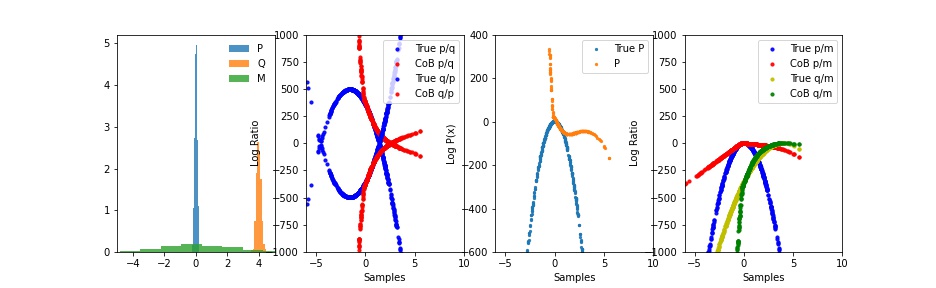 5
4
3
2
1
0
−4
−2
0
2
4
P
Q
M
Log Ratio
1000
750
500
250
0
−250
−500
−750
−1000
−5
0
5
10
Samples
True p/q
CoB p/q
True q/p
CoB q/p
Log P(x)
400
200
0
−200
−400
−600
−5
0
5
10
Samples
True P
P
Log Ratio
1000
750
500
250
0
−250
−500
−750
−1000
−5
0
5
10
Samples
True p/m
CoB p/m
True q/m
CoB q/m